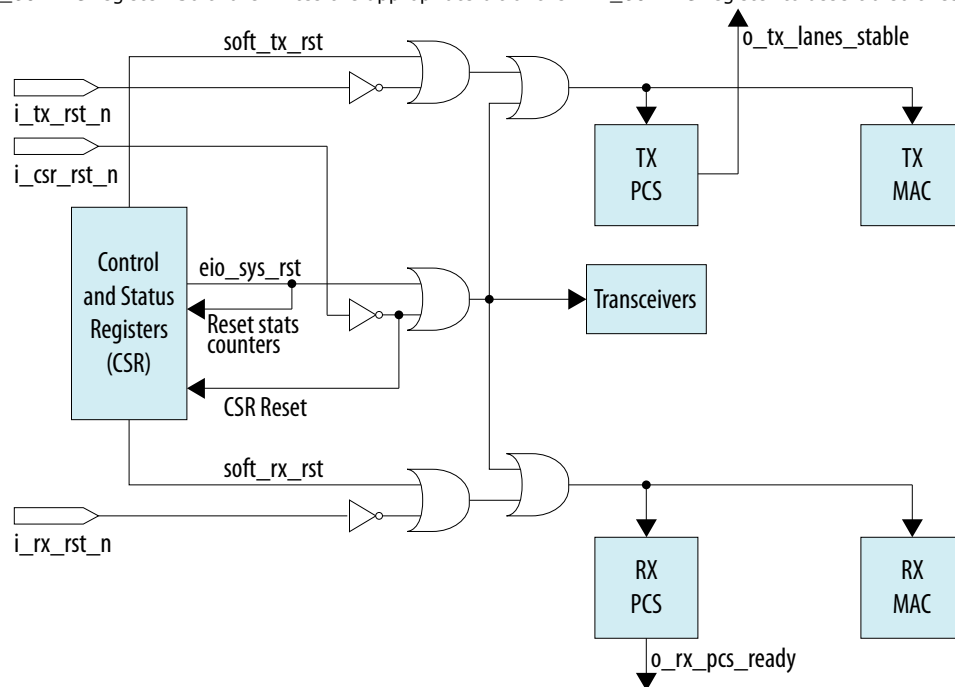 soft_tx_rst
o_tx_lanes_stable
i_tx_rst_n
i_csr_rst_n
TX
PCS
TX
MAC
Control
and Status
Registers
(CSR)
eio_sys_rst
Reset stats
counters
Transceivers
CSR Reset
soft_rx_rst
i_rx_rst_n
RX
PCS
RX
MAC
o_rx_pcs_ready